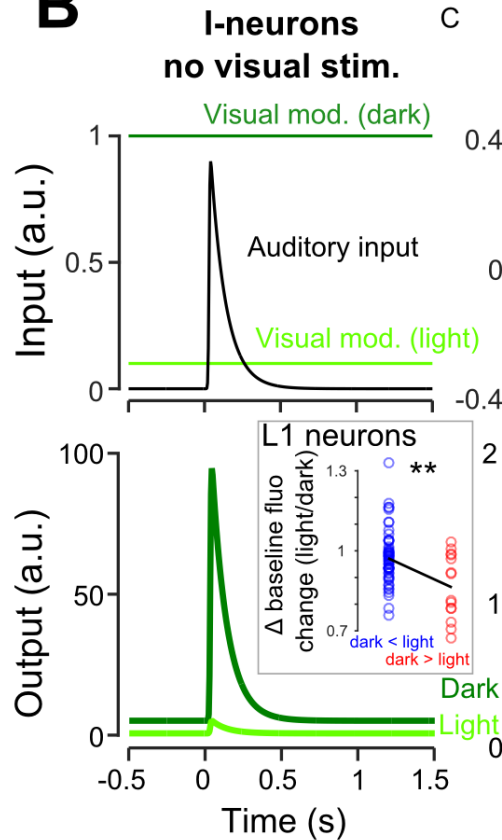 B
I-neurons
no visual stim.
C
Visual mod. (dark)
1
0.4
Input (a.u.)
Auditory input
0.5
0
Visual mod. (light)
0
-0.4
L1 neurons
100
2
1.3
**
Δ baseline fluo
change (light/dark)
1
Output (a.u.)
50
1
0.7
dark < light
dark > light
Dark
Light
0
0
-0.5
0
0.5
1
1.5
Time (s)